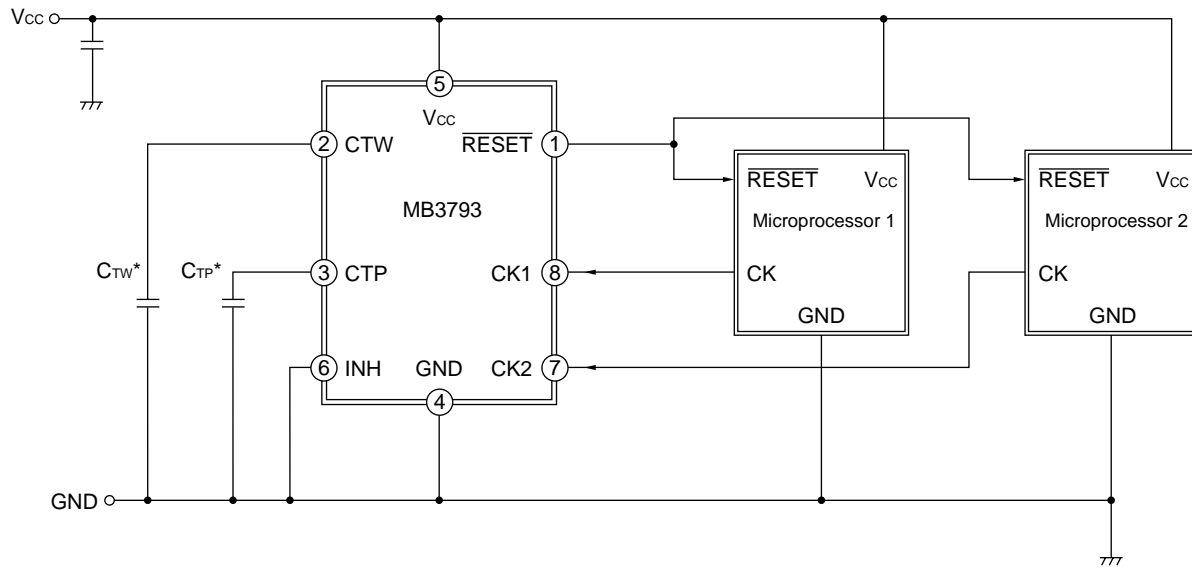 VCC
5
VCC
2 CTW
RESET 1
MB3793
RESET VCC
Microprocessor 1
RESET VCC
Microprocessor 2
CTW*
CTP*
3 CTP
CK1 8
CK
CK
GND
GND
6 INH
GND
CK2 7
4
GND